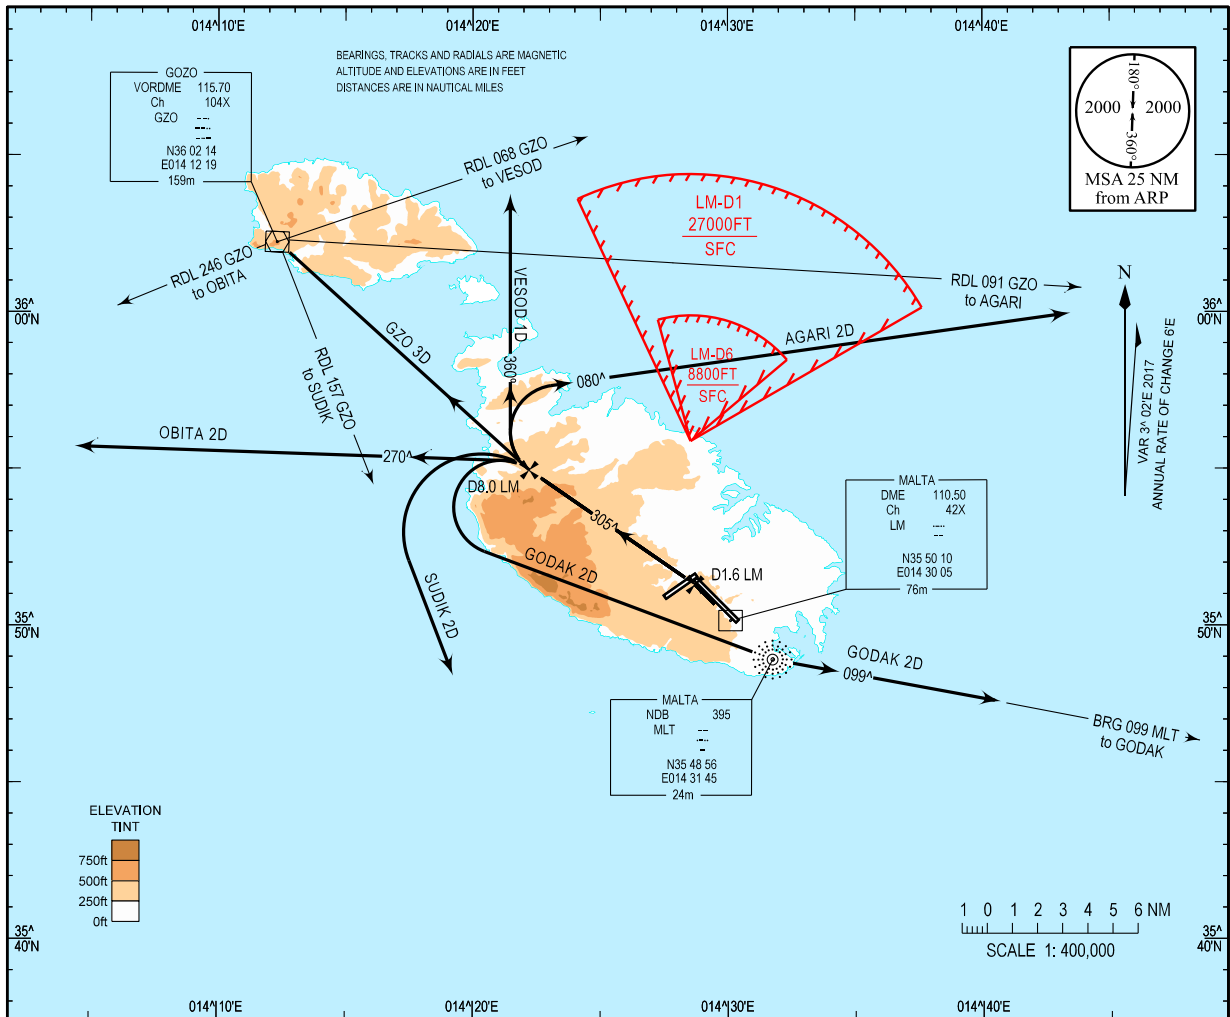 014^10'E
014^20'E
014^30'E
014^40'E
BEARINGS, TRACKS AND RADIALS ARE MAGNETIC
ALTITUDE AND ELEVATIONS ARE IN FEET
DISTANCES ARE IN NAUTICAL MILES
GOZO
VORDME 115.70
Ch 104X
GZO
N36 02 14
E014 12 19
159m
180°
2000 2000
360°
MSA 25 NM
from ARP
RDL 068 GZO
to VESOD
LM-D1
27000FT
SFC
RDL 246 GZO
to OBITA
RDL 091 GZO
to AGARI
N
36^
00'N
36^
00'N
VESOD 1D
360°
GZO 3D
AGARI 2D
080^
LM-D6
8800FT
SFC
RDL 157 GZO
to SUDIK
VAR 3^ 02'E 2017
ANNUAL RATE OF CHANGE 6'E
OBITA 2D
270^
D8.0 LM
305^
MALTA
DME 110.50
Ch 42X
LM
N35 50 10
E014 30 05
76m
D1.6 LM
GODAK 2D
SUDIK 2D
35^
50'N
35^
50'N
GODAK 2D
099^
MALTA
NDB 395
MLT
N35 48 56
E014 31 45
24m
BRG 099 MLT
to GODAK
ELEVATION
TINT
750ft
500ft
250ft
0ft
1 0 1 2 3 4 5 6 NM
SCALE 1: 400,000
35^
40'N
35^
40'N
014^10'E
014^20'E
014^30'E
014^40'E